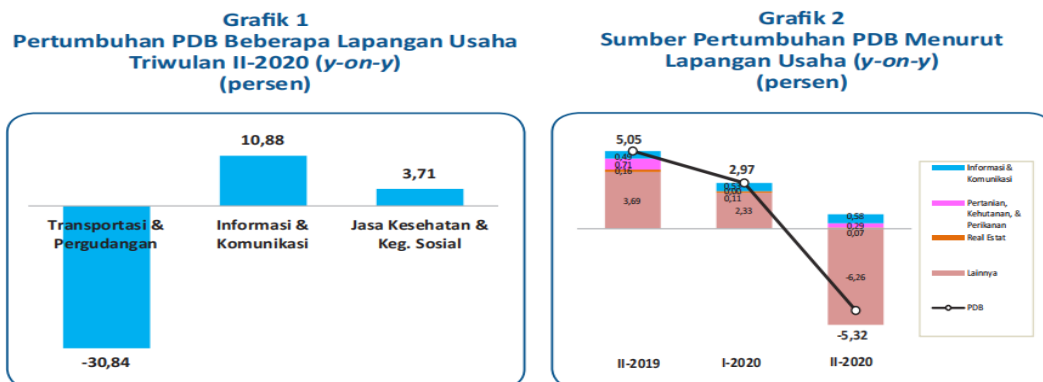 Grafik 1
Pertumbuhan PDB Beberapa Lapangan Usaha
Triwulan II-2020 (y-on-y)
(persen)
10,88
3,71
Transportasi &
Pergudangan
Informasi &
Komunikasi
Jasa Kesehatan &
Keg. Sosial
-30,84
Grafik 2
Sumber Pertumbuhan PDB Menurut
Lapangan Usaha (y-on-y)
(persen)
5,05
0,49
0,71
0,16
3,69
2,97
0,53
0,00
0,11
2,33
0,58
0,29
0,07
-6,26
-5,32
II-2019
I-2020
II-2020
Informasi &
Komunikasi
Pertanian,
Kehutanan, &
Perikanan
Real Estat
Lainnya
PDB